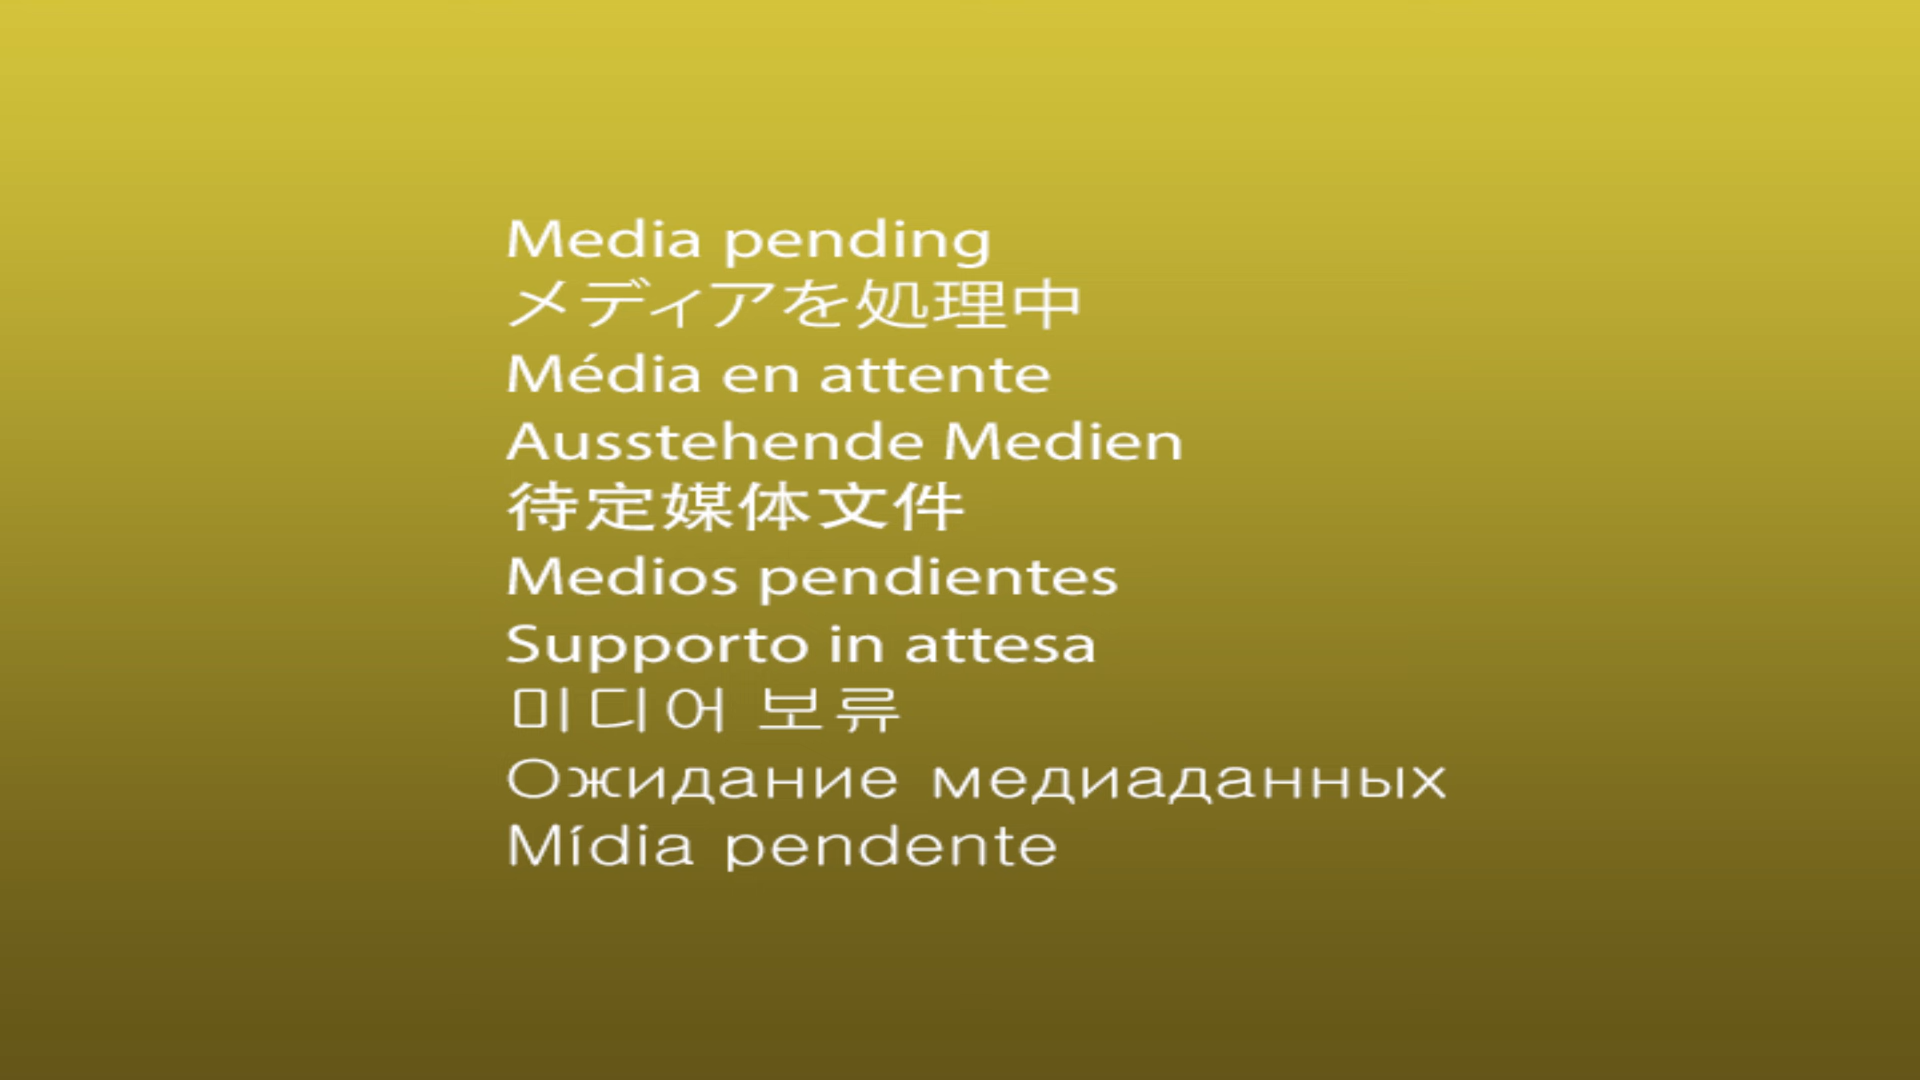 Media pending
メディアを処理中
Média en attente
Ausstehende Medien
待定媒体文件
Medios pendientes
Supporto in attesa
미디어 보류
Ожидание медиаданных
Mídia pendente